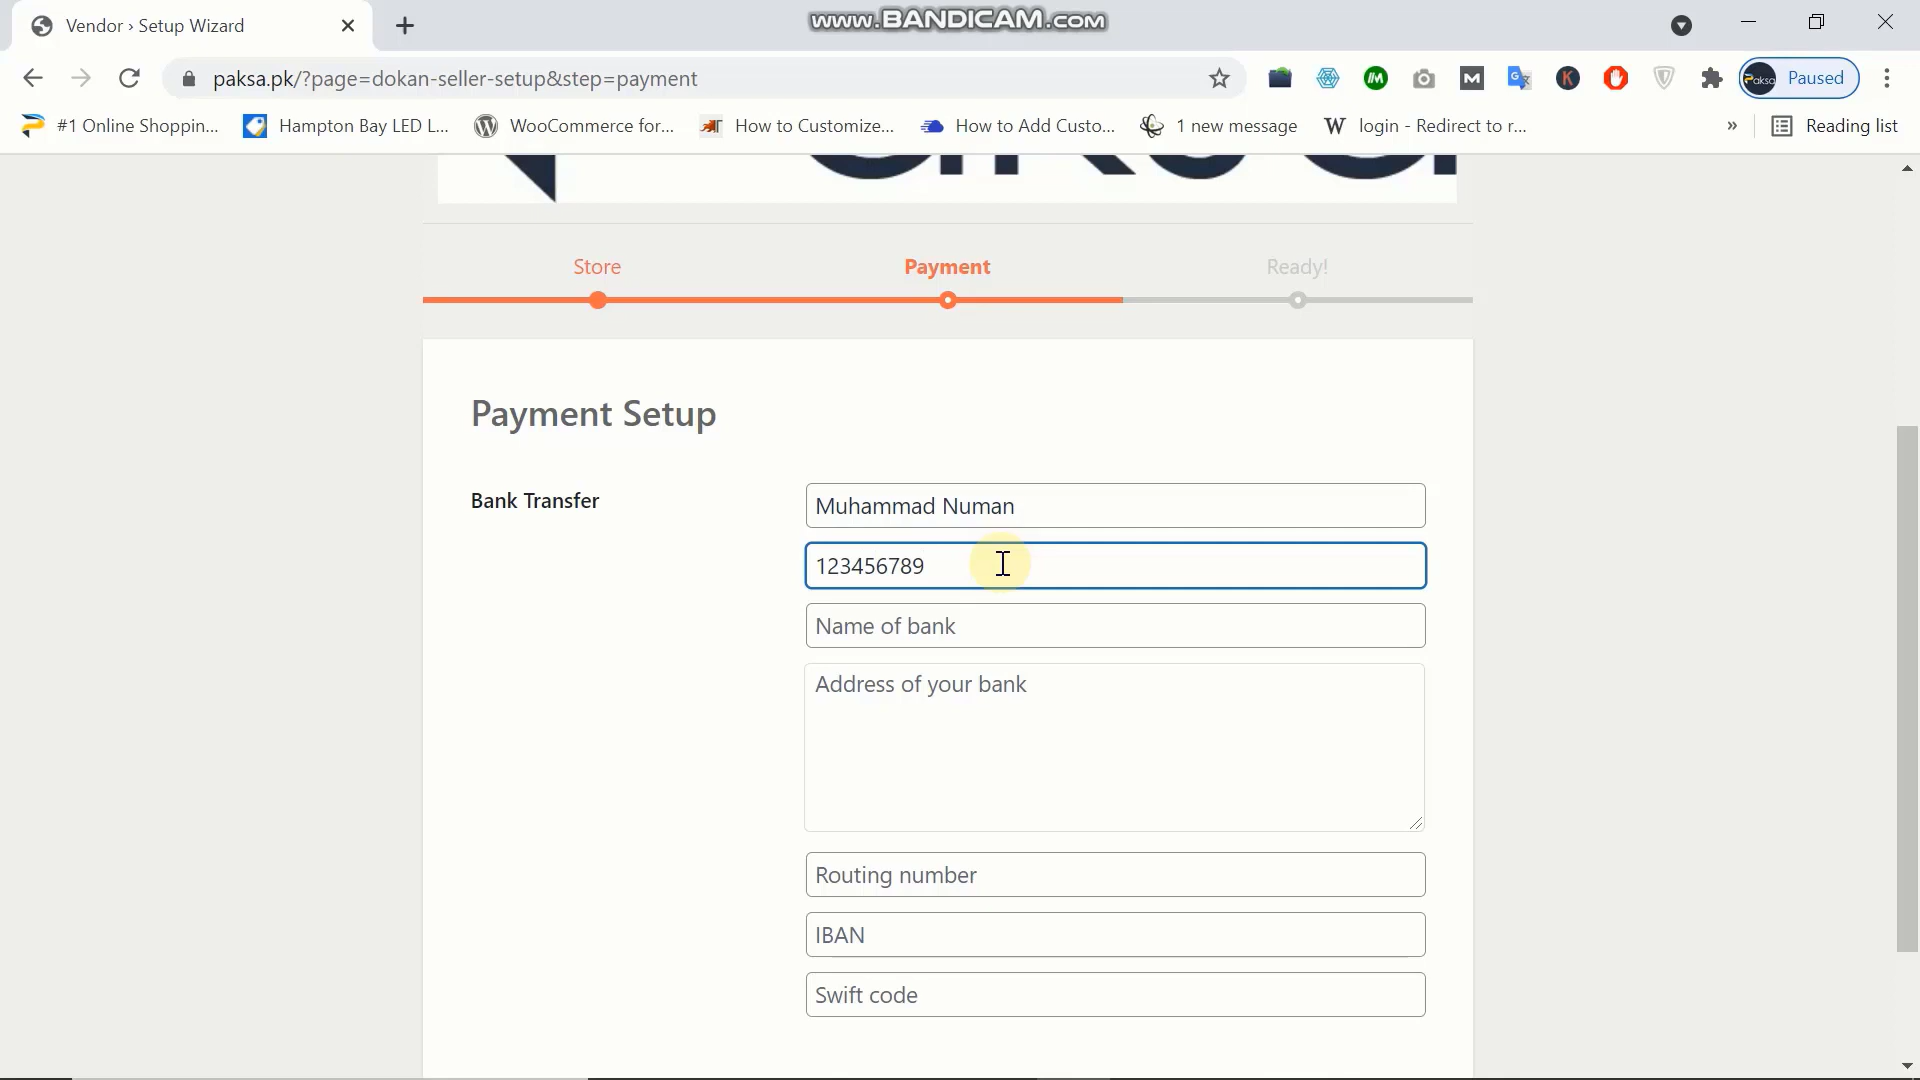 Vendor › Setup Wizard
www.BANDICAM.com
paksa.pk/?page=dokan-seller-setup&step=payment
Paused
#1 Online Shoppin...
Hampton Bay LED L...
WooCommerce for...
How to Customize...
How to Add Custo...
1 new message
login - Redirect to r...
»
Reading list
Store
Payment
Ready!
Payment Setup
Bank Transfer
Muhammad Numan
123456789
Name of bank
Address of your bank
Routing number
IBAN
Swift code